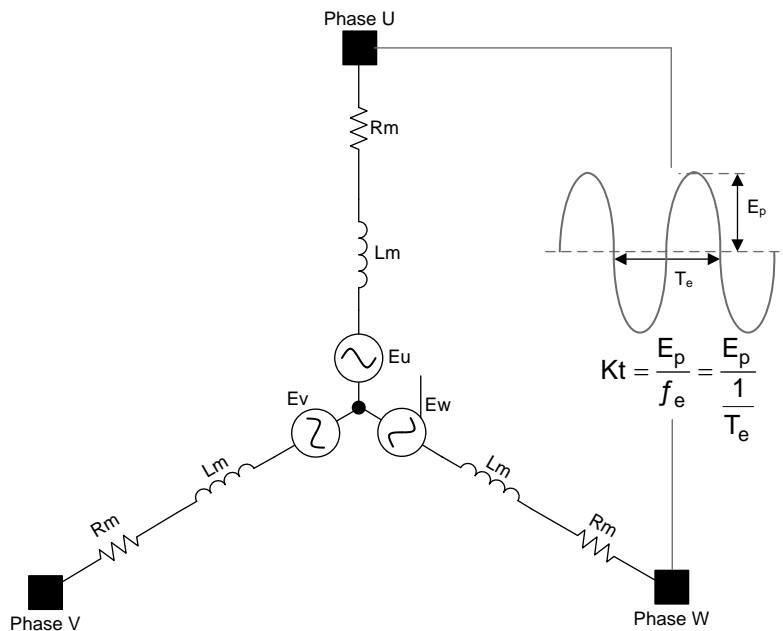 Phase U
Rm
Lm
Eu
Ev
Ew
Lm
Rm
Phase V
Lm
Rm
Phase W
Ep
Te
Kt = Ep/fe = Ep/(1/Te)